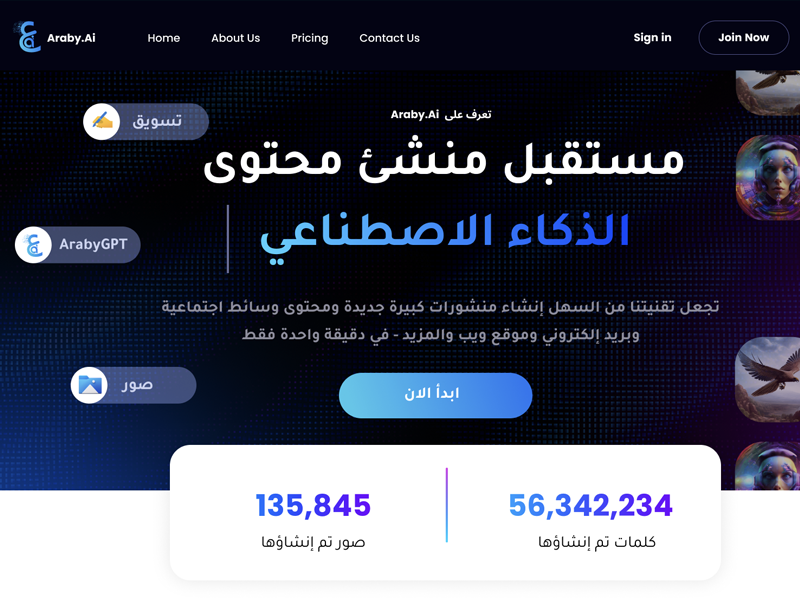 Araby.Ai
Home
About Us
Pricing
Contact Us
Sign in
Join Now
تعرف على Araby.Ai
مستقبل منشئ محتوى
الذكاء الاصطناعي
تسويق
ArabyGPT
صور
تجعل تقنيتنا من السهل إنشاء منشورات كبيرة جديدة ومحتوى وسائط اجتماعية
وبريد إلكتروني وموقع ويب والمزيد - في دقيقة واحدة فقط
ابدأ الان
56,342,234
كلمات تم إنشاؤها
135,845
صور تم إنشاؤها